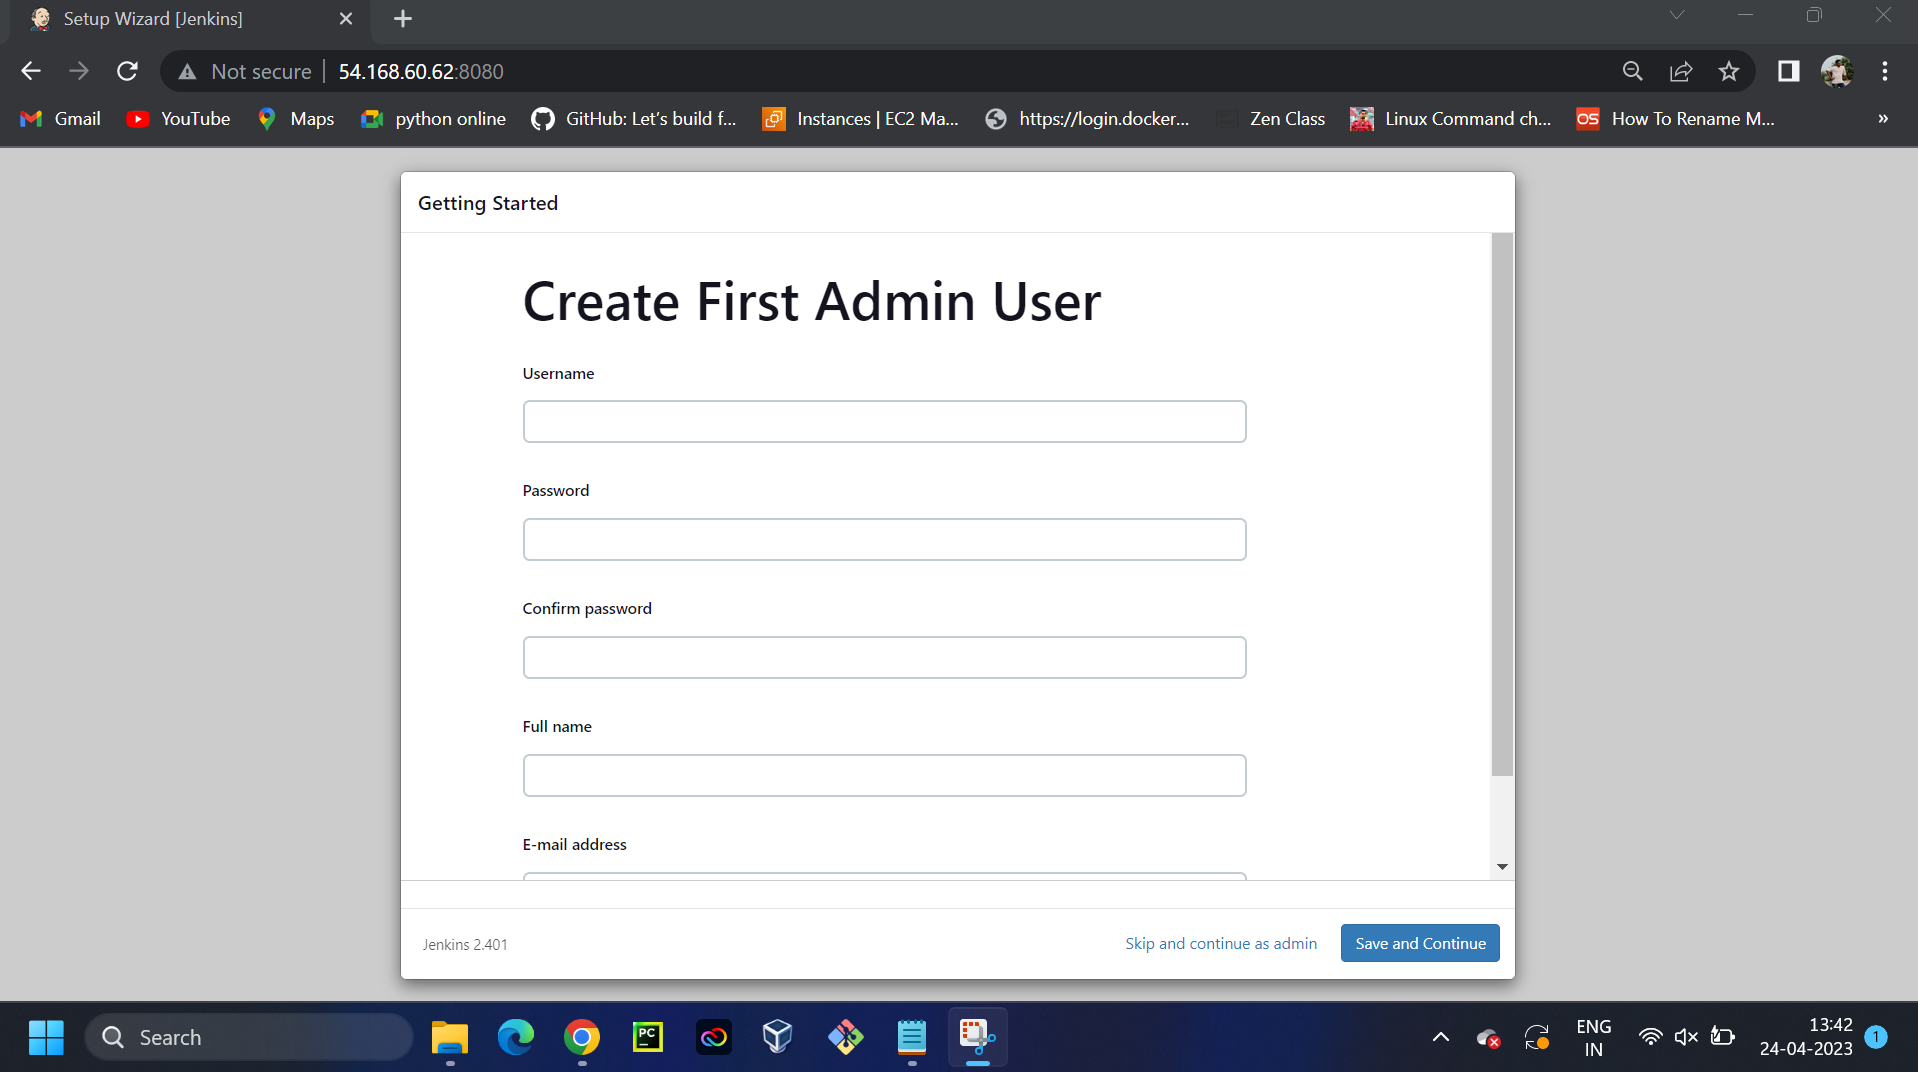 Setup Wizard [Jenkins]
Not secure 54.168.60.62:8080
Gmail YouTube Maps python online GitHub: Let's build f... Instances | EC2 Ma... https://login.docker... Zen Class Linux Command ch... OS How To Rename M... »
Getting Started
Create First Admin User
Username
Password
Confirm password
Full name
E-mail address
Jenkins 2.401 Skip and continue as admin Save and Continue
Search PC ENG IN 13:42 24-04-2023 1